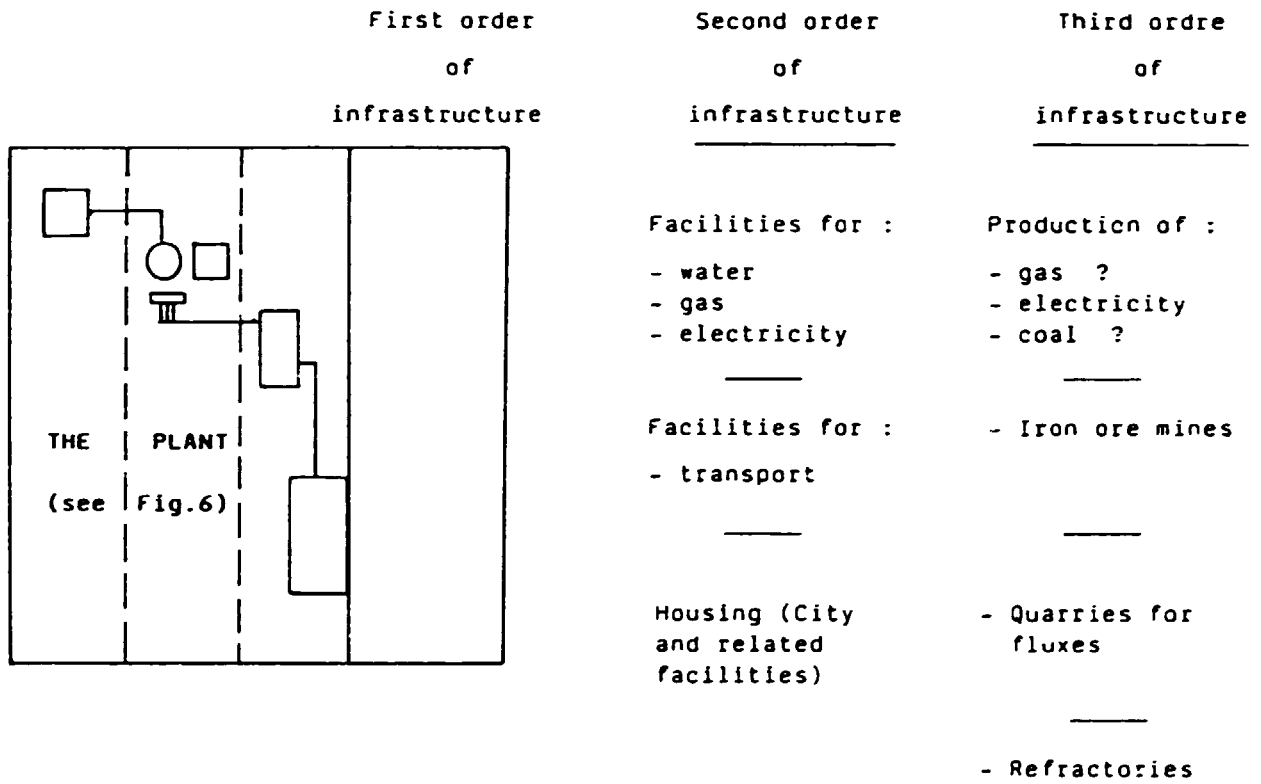 First order
of
infrastructure
Second order
of
infrastructure
Third ordre
of
infrastructure
THE PLANT
(see Fig.6)
Facilities for :
- water
- gas
- electricity
Facilities for :
- transport
Housing (City
and related
facilities)
Production of :
- gas ?
- electricity
- coal ?
- Iron ore mines
- Quarries for
fluxes
- Refractories